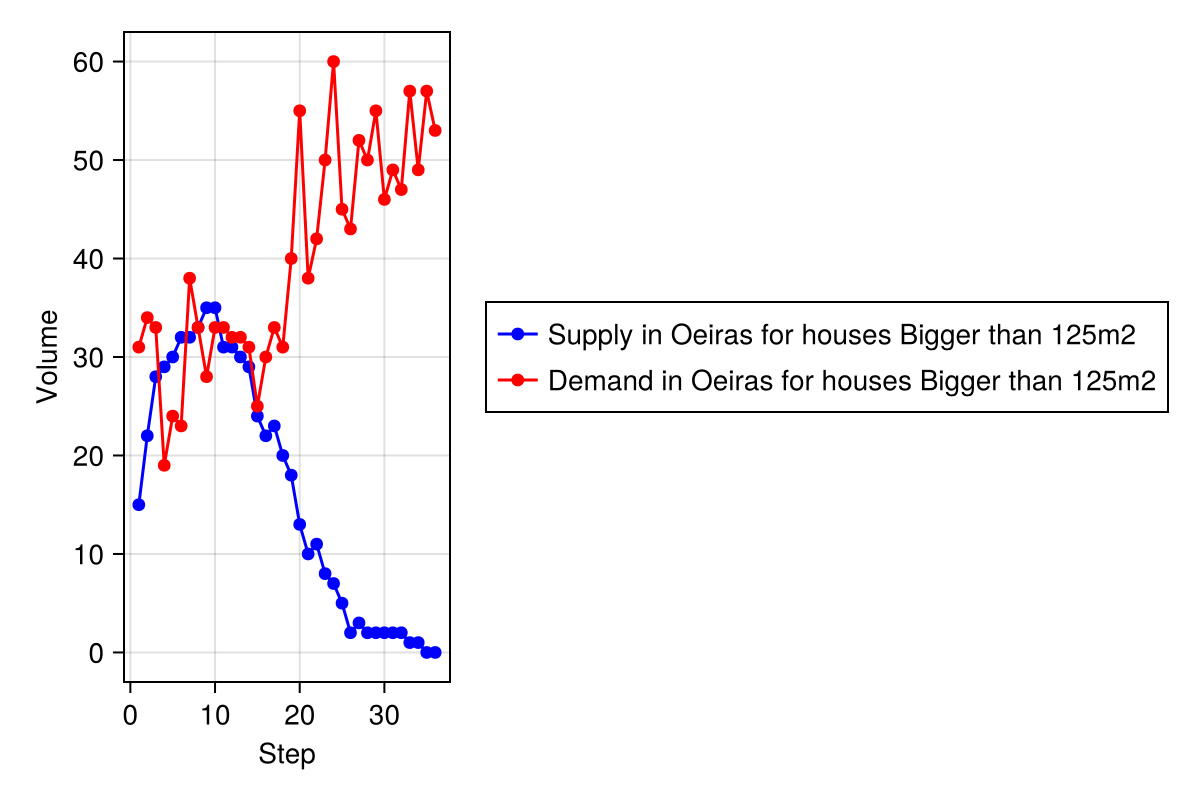 60
50
40
30
20
10
0
Volume
0 10 20 30
Step
Supply in Oeiras for houses Bigger than 125m2
Demand in Oeiras for houses Bigger than 125m2